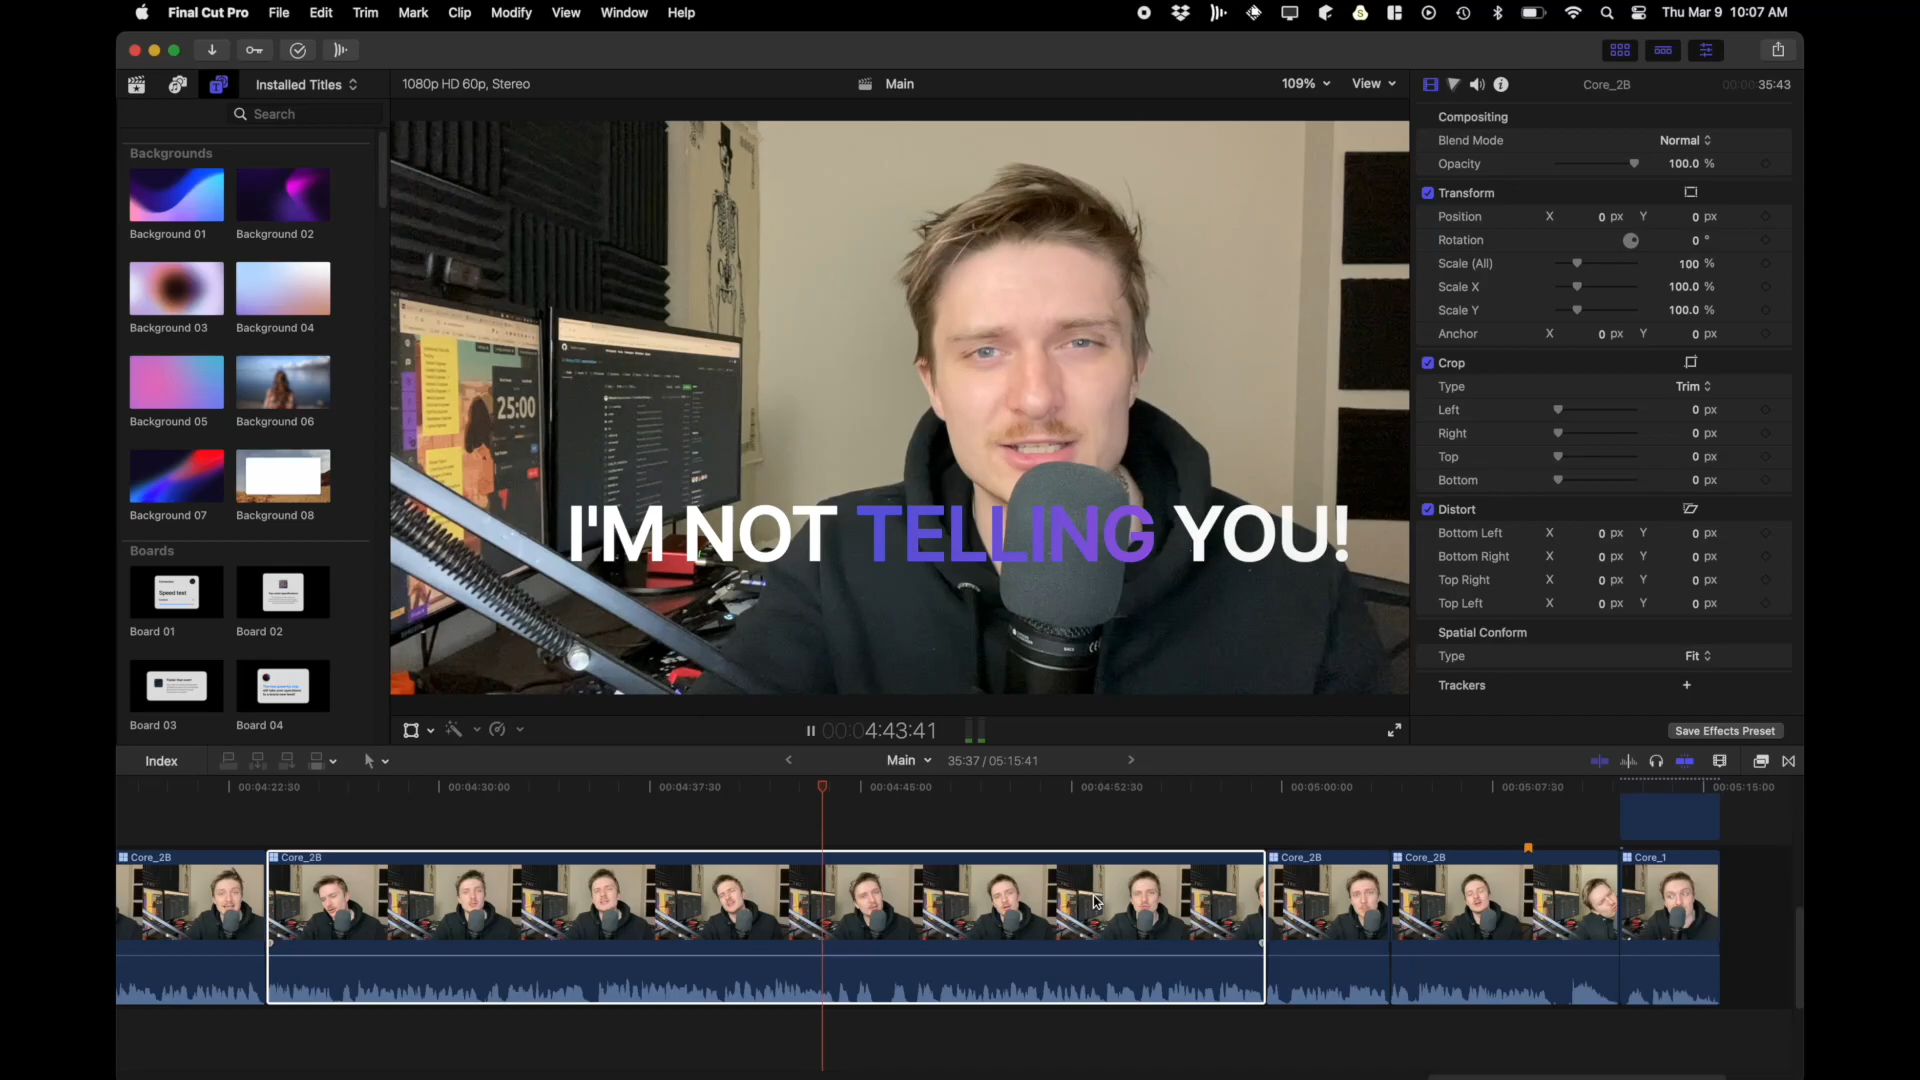 Final Cut Pro File Edit Trim Mark Clip Modify View Window Help Thu Mar 9 10:07 AM
Installed Titles 1080p HD 60p, Stereo Main 109% View Core_2B 00:00:35:43
Search
Backgrounds
Background 01 Background 02
Background 03 Background 04
Background 05 Background 06
Background 07 Background 08
Boards
Speed test
Board 01 Board 02
Board 03 Board 04
25:00
I'M NOT TELLING YOU!
Compositing
Blend Mode Normal
Opacity 100.0 %
Transform
Position X 0 px Y 0 px
Rotation 0 °
Scale (All) 100 %
Scale X 100.0 %
Scale Y 100.0 %
Anchor X 0 px Y 0 px
Crop
Type Trim
Left 0 px
Right 0 px
Top 0 px
Bottom 0 px
Distort
Bottom Left X 0 px Y 0 px
Bottom Right X 0 px Y 0 px
Top Right X 0 px Y 0 px
Top Left X 0 px Y 0 px
Spatial Conform
Type Fit
Trackers +
00:04:43:41 Save Effects Preset
Index Main 35:37 / 05:15:41
00:04:22:30 00:04:30:00 00:04:37:30 00:04:45:00 00:04:52:30 00:05:00:00 00:05:07:30 00:05:15:00
Core_2B Core_2B Core_2B Core_2B Core_1